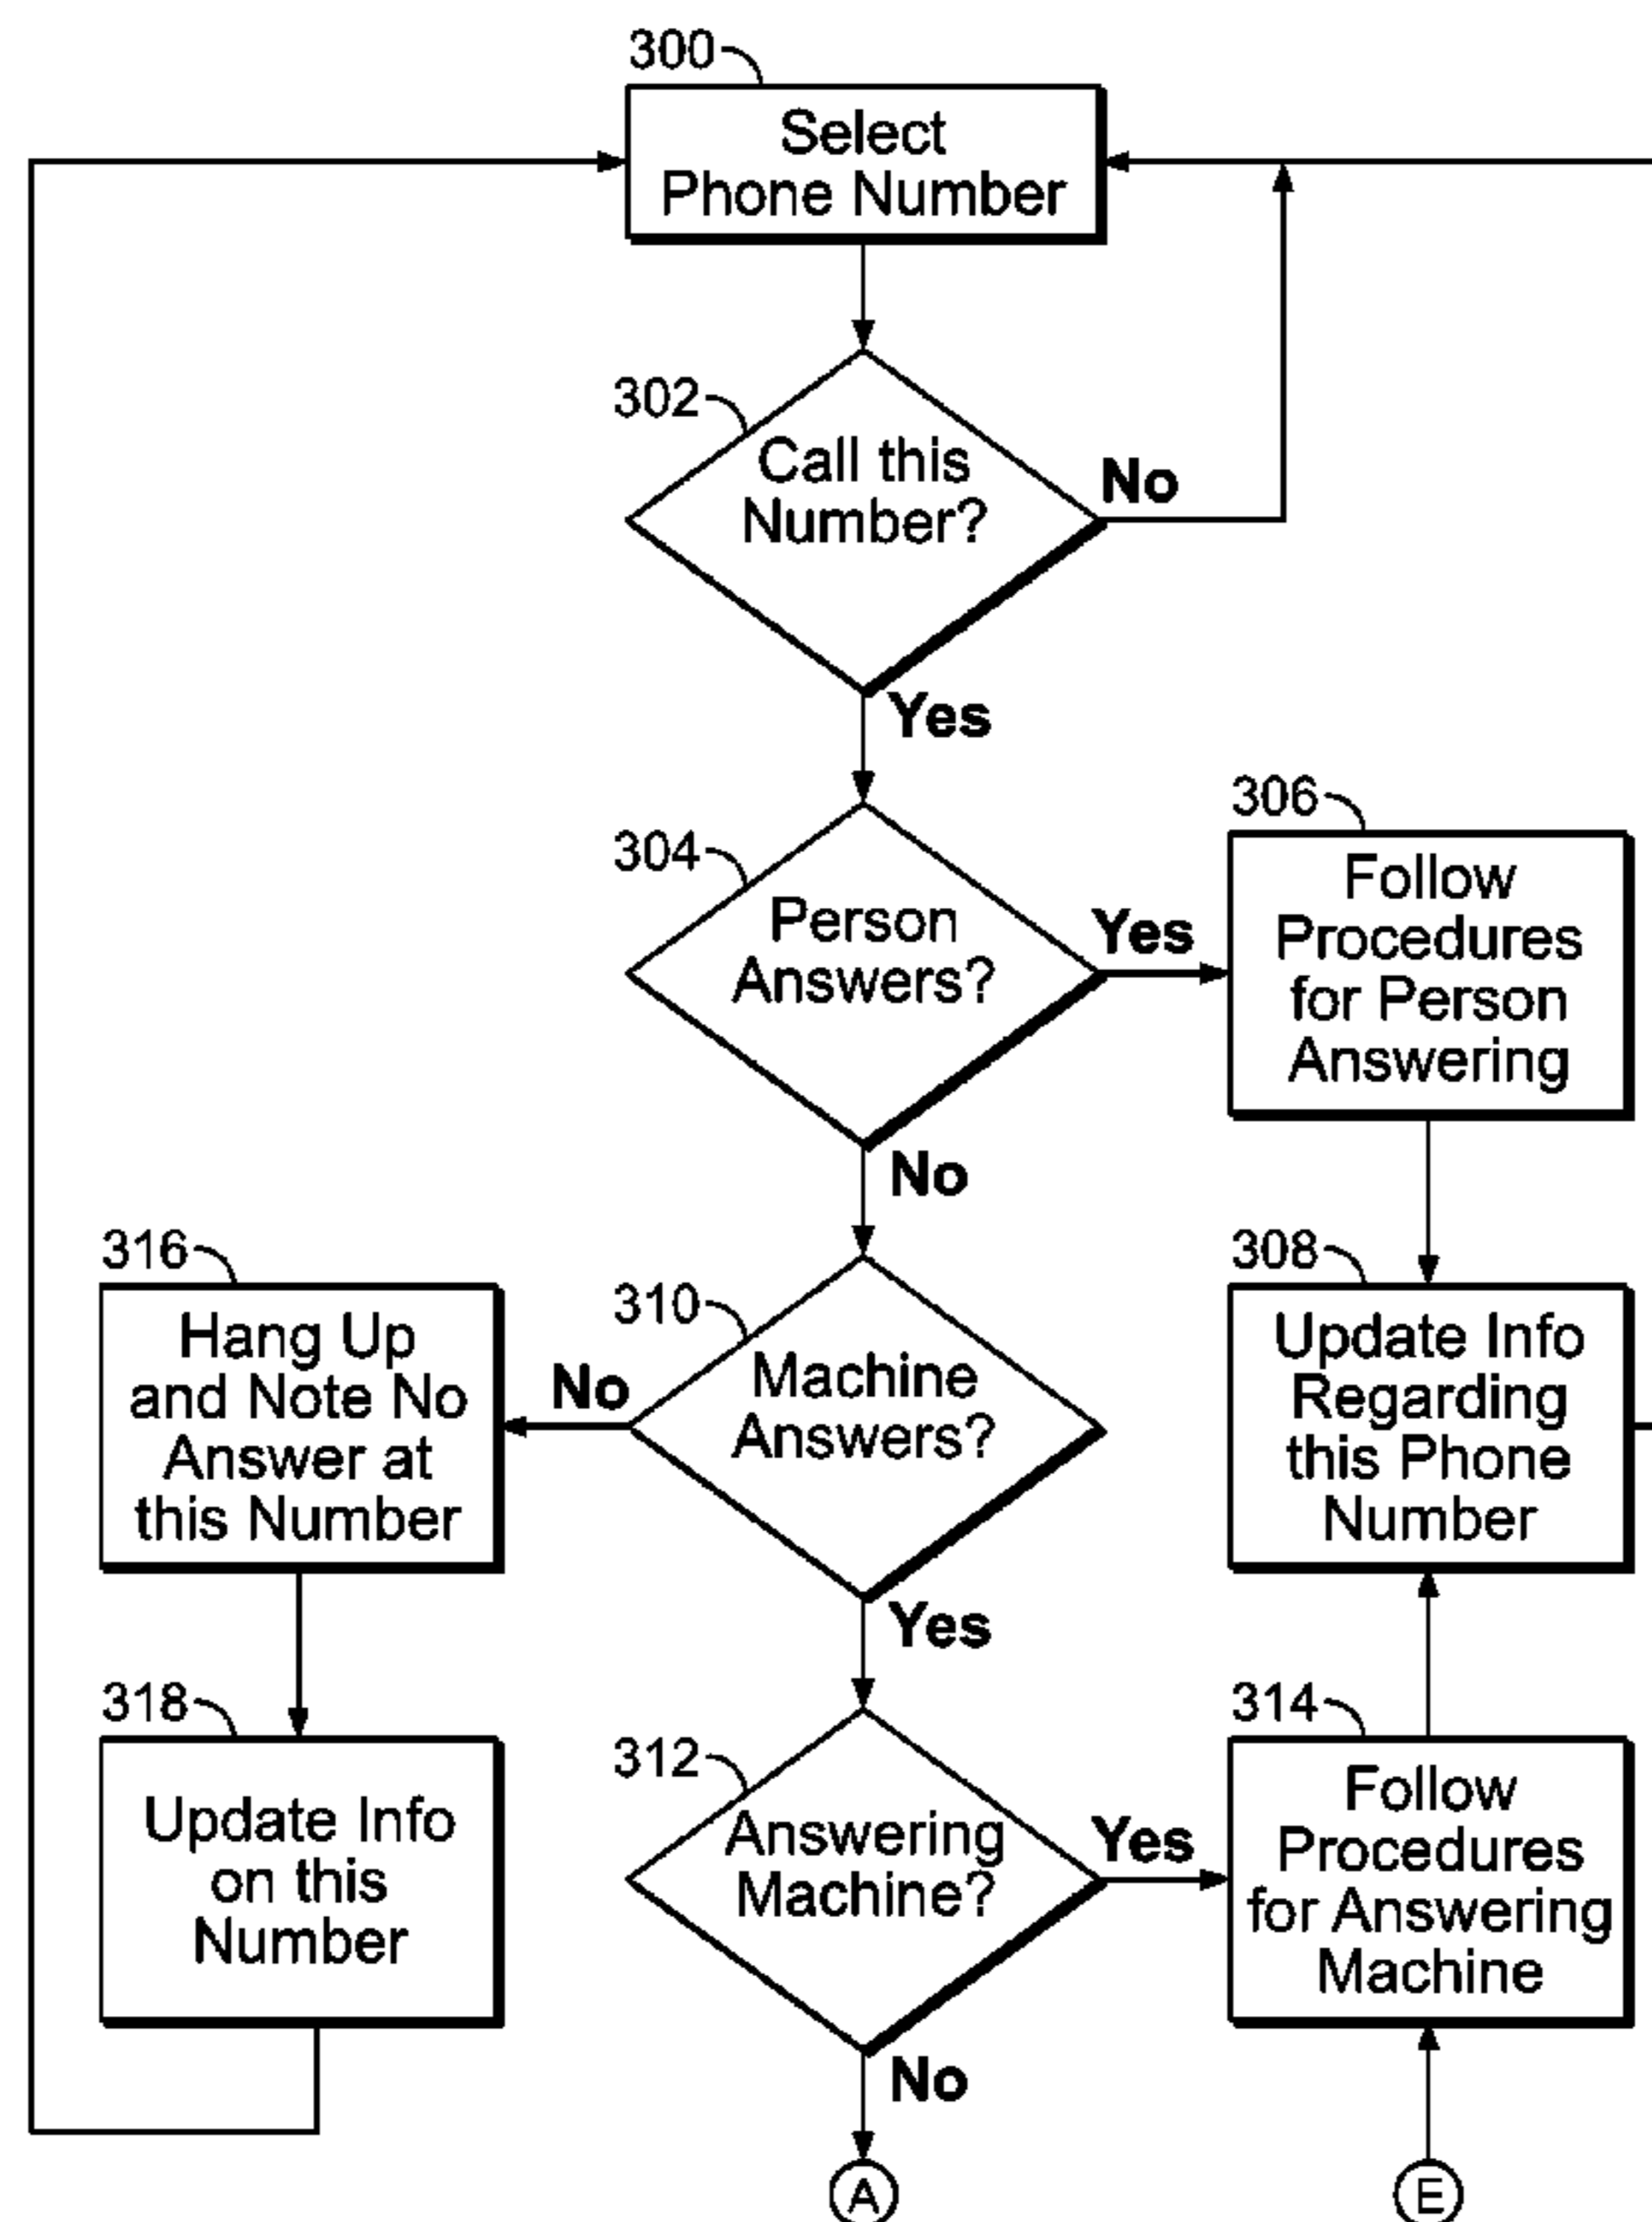 300
Select
Phone Number
302
Call this
Number?
No
Yes
304
Person
Answers?
Yes
306
Follow
Procedures
for Person
Answering
No
316
Hang Up
and Note No
Answer at
this Number
No
310
Machine
Answers?
308
Update Info
Regarding
this Phone
Number
Yes
318
Update Info
on this
Number
312
Answering
Machine?
Yes
314
Follow
Procedures
for Answering
Machine
No
A
E